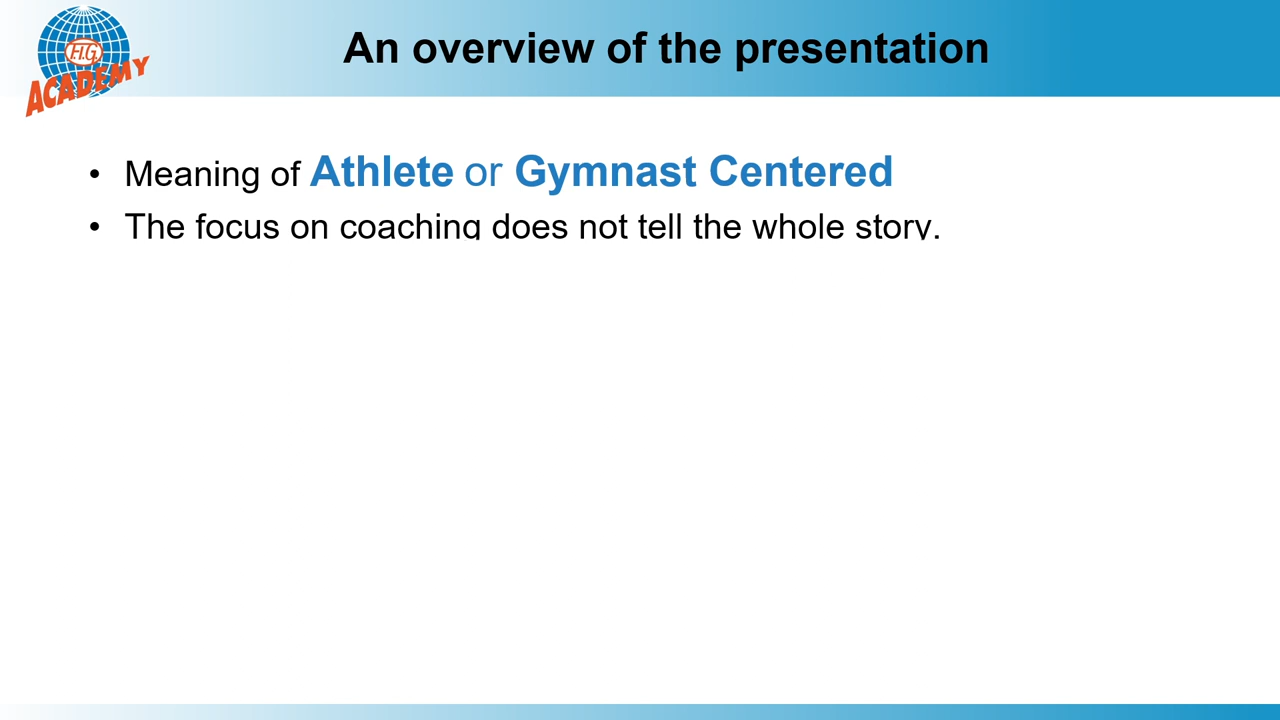 F.I.G.
ACADEMY
An overview of the presentation
• Meaning of Athlete or Gymnast Centered
• The focus on coaching does not tell the whole story.